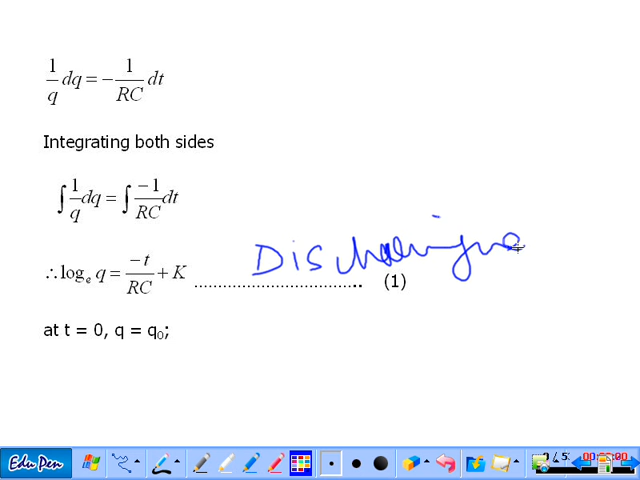 1/q dq = − 1/RC dt
Integrating both sides
∫ 1/q dq = ∫ −1/RC dt
∴ logₑ q = −t/RC + K ........................................ (1)
at t = 0, q = q₀;
Edu Pen